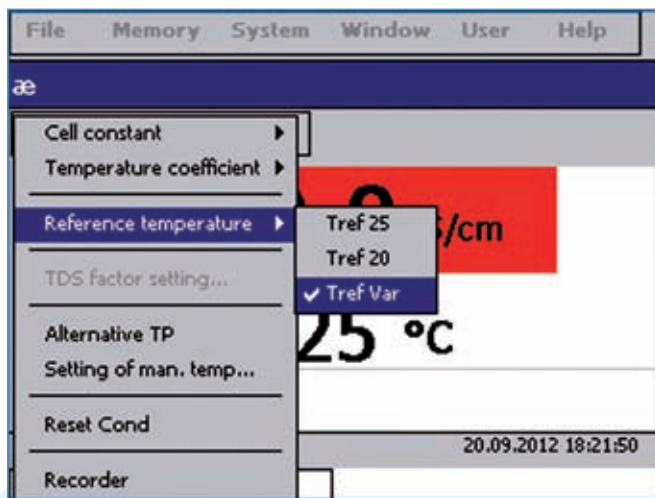 File Memory System Window User Help
æ
Cell constant
Temperature coefficient
Reference temperature
Tref 25
Tref 20
Tref Var
TDS factor setting...
Alternative TP
Setting of man. temp...
Reset Cond
Recorder
/cm
25 °C
20.09.2012 18:21:50